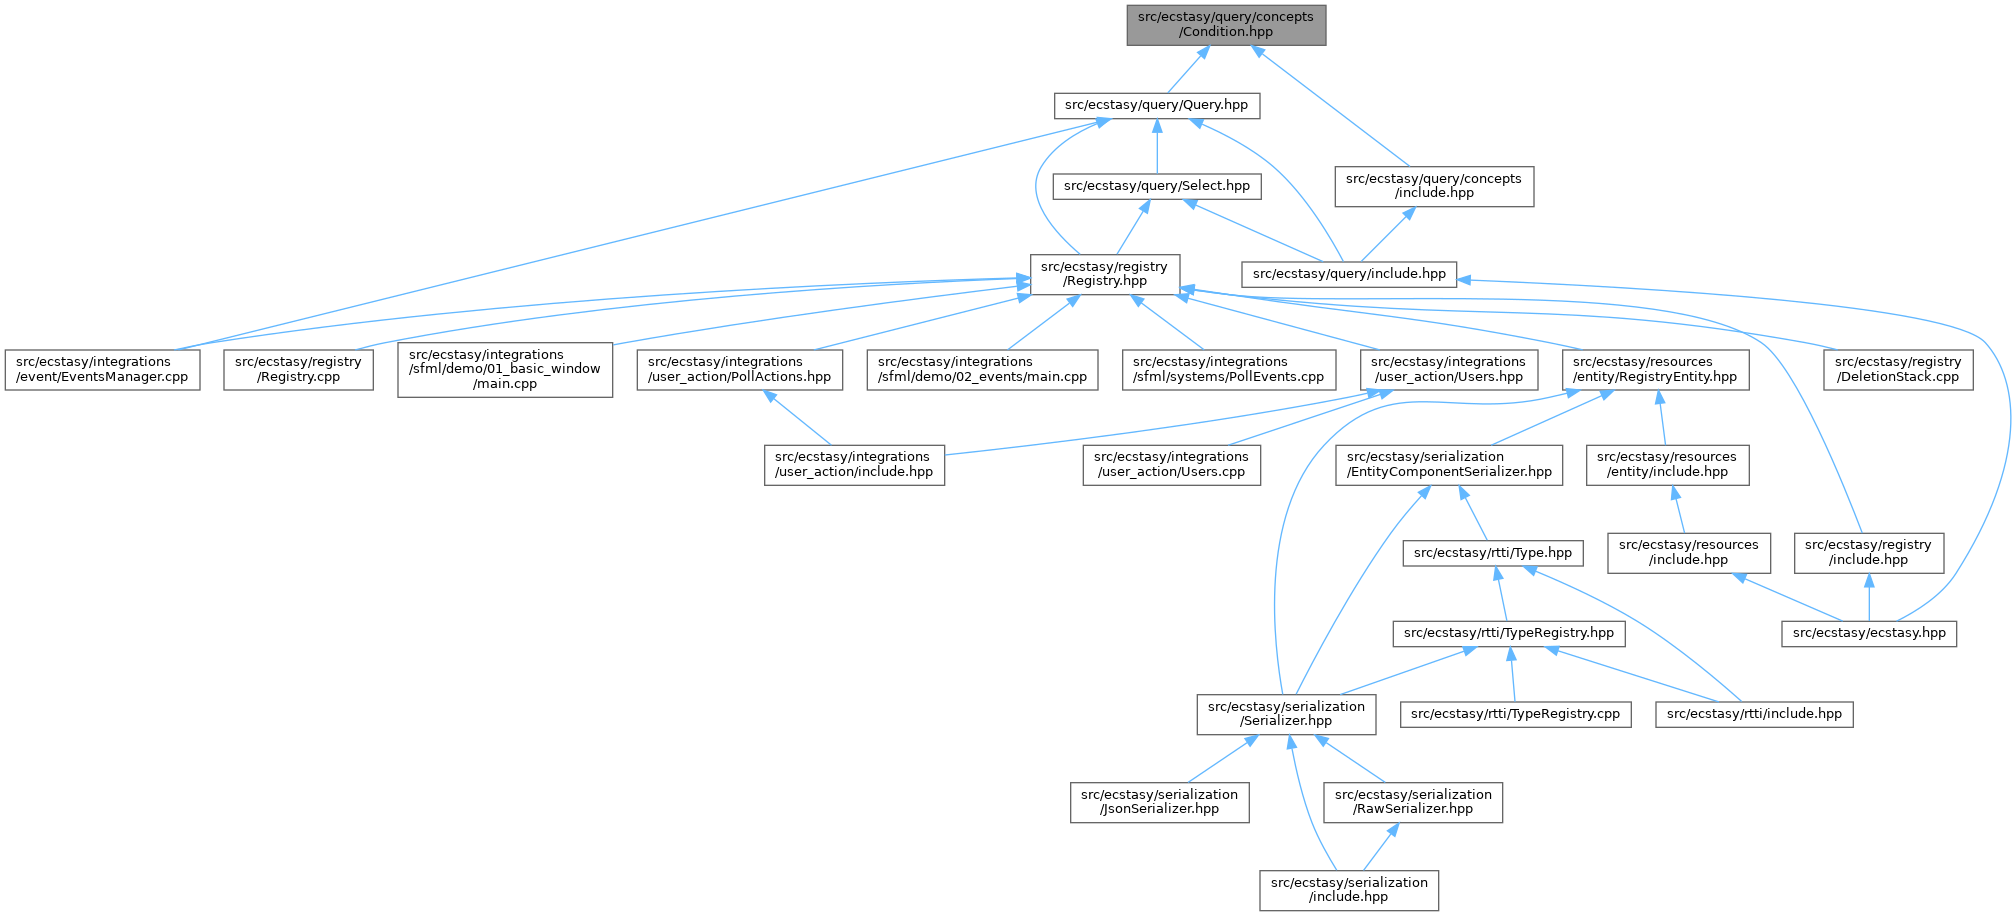 src/ecstasy/query/concepts
/Condition.hpp
src/ecstasy/query/Query.hpp
src/ecstasy/query/Select.hpp
src/ecstasy/query/concepts
/include.hpp
src/ecstasy/registry
/Registry.hpp
src/ecstasy/query/include.hpp
src/ecstasy/integrations
/event/EventsManager.cpp
src/ecstasy/registry
/Registry.cpp
src/ecstasy/integrations
/sfml/demo/01_basic_window
/main.cpp
src/ecstasy/integrations
/user_action/PollActions.hpp
src/ecstasy/integrations
/sfml/demo/02_events/main.cpp
src/ecstasy/integrations
/sfml/systems/PollEvents.cpp
src/ecstasy/integrations
/user_action/Users.hpp
src/ecstasy/resources
/entity/RegistryEntity.hpp
src/ecstasy/registry
/DeletionStack.cpp
src/ecstasy/integrations
/user_action/include.hpp
src/ecstasy/integrations
/user_action/Users.cpp
src/ecstasy/serialization
/EntityComponentSerializer.hpp
src/ecstasy/resources
/entity/include.hpp
src/ecstasy/rtti/Type.hpp
src/ecstasy/resources
/include.hpp
src/ecstasy/registry
/include.hpp
src/ecstasy/rtti/TypeRegistry.hpp
src/ecstasy/ecstasy.hpp
src/ecstasy/serialization
/Serializer.hpp
src/ecstasy/rtti/TypeRegistry.cpp
src/ecstasy/rtti/include.hpp
src/ecstasy/serialization
/JsonSerializer.hpp
src/ecstasy/serialization
/RawSerializer.hpp
src/ecstasy/serialization
/include.hpp